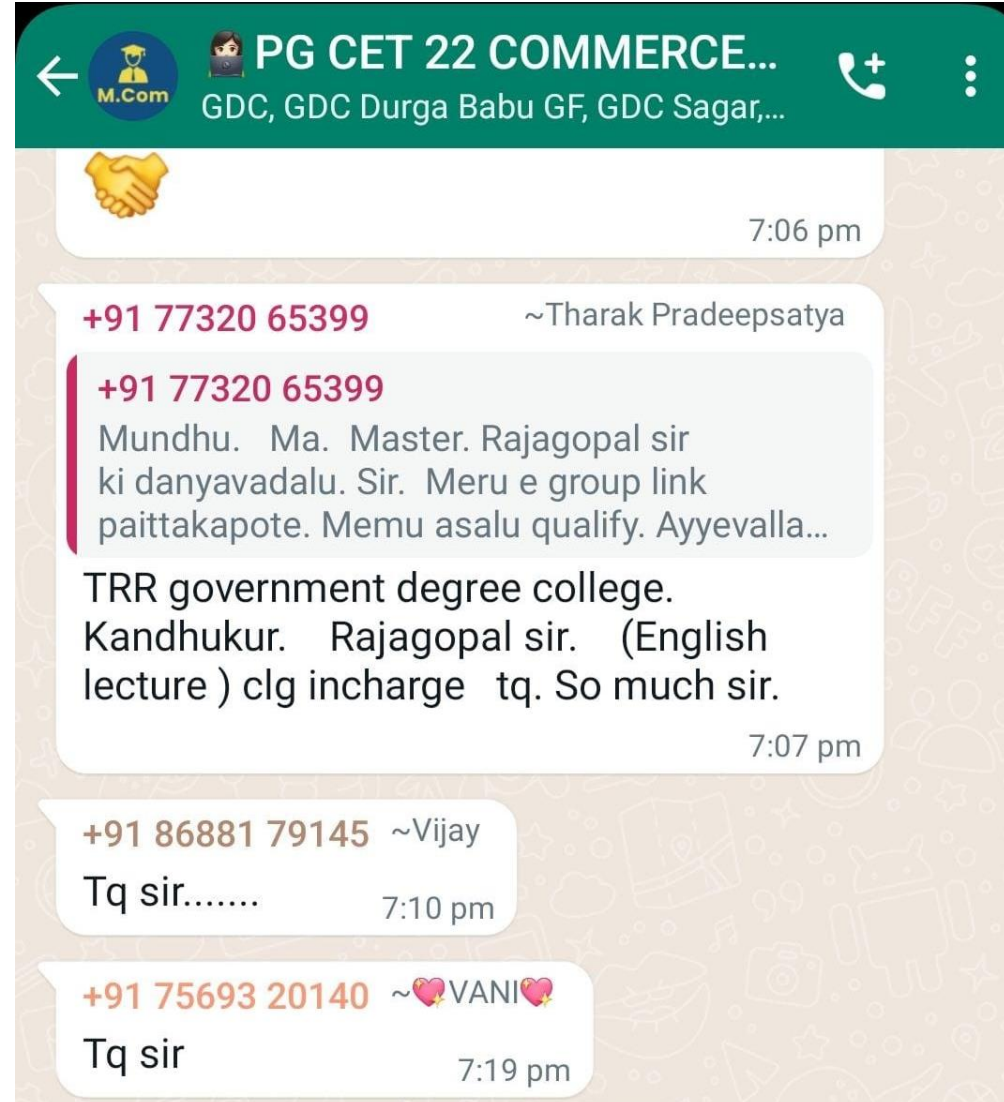 PG CET 22 COMMERCE...
M.Com
GDC, GDC Durga Babu GF, GDC Sagar,...
7:06 pm
+91 77320 65399 ~Tharak Pradeepsatya
+91 77320 65399
Mundhu. Ma. Master. Rajagopal sir
ki danyavadalu. Sir. Meru e group link
paittakapote. Memu asalu qualify. Ayyevalla...
TRR government degree college.
Kandhukur. Rajagopal sir. (English
lecture ) clg incharge tq. So much sir.
7:07 pm
+91 86881 79145 ~Vijay
Tq sir.......
7:10 pm
+91 75693 20140 ~💘VANI💘
Tq sir
7:19 pm